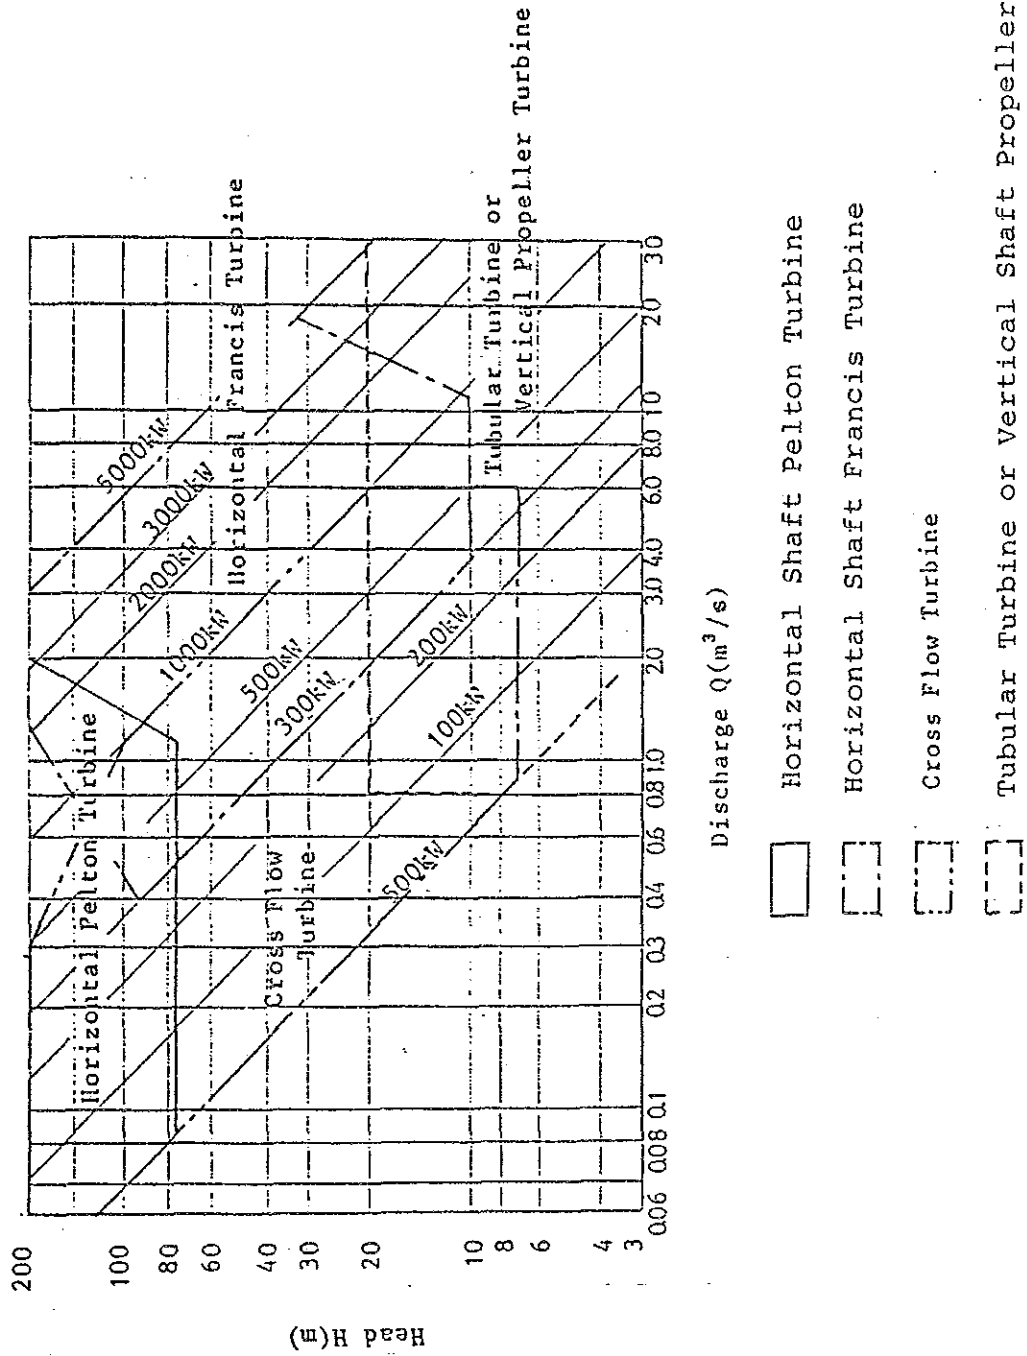 Head H(m)
200
100
80
60
40
30
20
10
8
6
4
3
0.06
0.08
0.1
0.2
0.3
0.4
0.6
0.8
1.0
2.0
3.0
4.0
6.0
8.0
10
20
30
Discharge Q(m³/s)
Horizontal Pelton Turbine
Cross Flow
Turbine
Horizontal Francis Turbine
Tubular Turbine or
Vertical Propeller Turbine
5000kW
3000kW
2000kW
1000kW
500kW
300kW
200kW
100kW
500kW
Horizontal Shaft Pelton Turbine
Horizontal Shaft Francis Turbine
Cross Flow Turbine
Tubular Turbine or Vertical Shaft Propeller